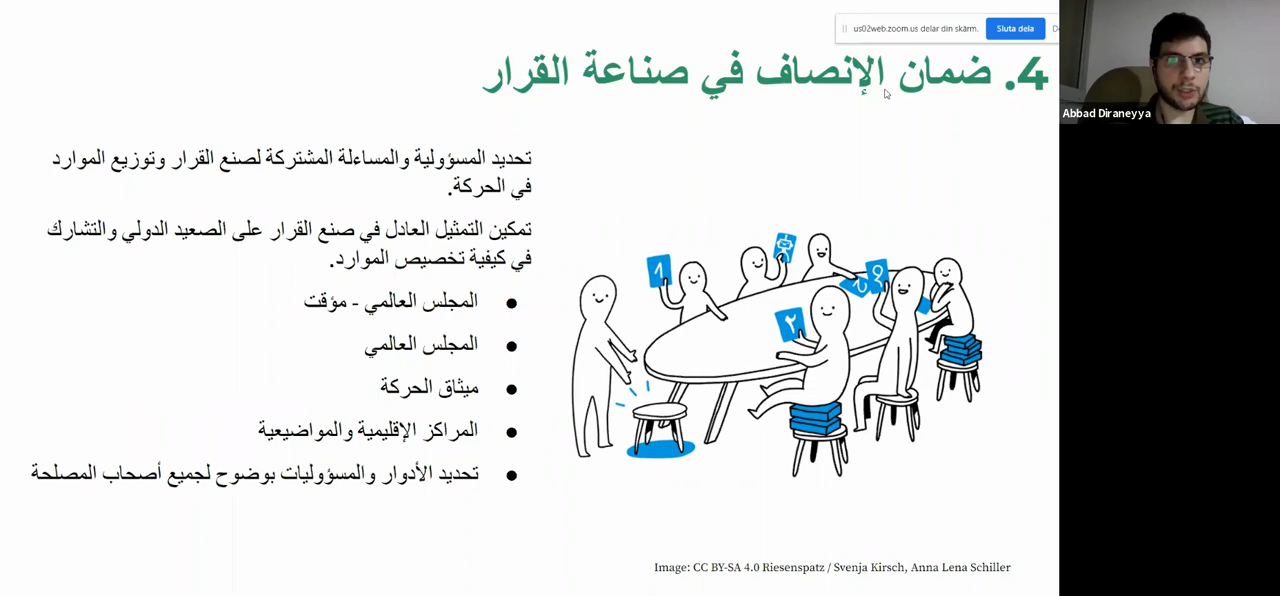 us02web.zoom.us delar din skärm.
Sluta dela
4. ضمان الإنصاف في صناعة القرار
Abbad Diraneyya
تحديد المسؤولية والمساءلة المشتركة لصنع القرار وتوزيع الموارد
في الحركة.
تمكين التمثيل العادل في صنع القرار على الصعيد الدولي والتشارك
في كيفية تخصيص الموارد.
● المجلس العالمي - مؤقت
● المجلس العالمي
● ميثاق الحركة
● المراكز الإقليمية والمواضيعية
● تحديد الأدوار والمسؤوليات بوضوح لجميع أصحاب المصلحة
1
٢
Image: CC BY-SA 4.0 Riesenspatz / Svenja Kirsch, Anna Lena Schiller